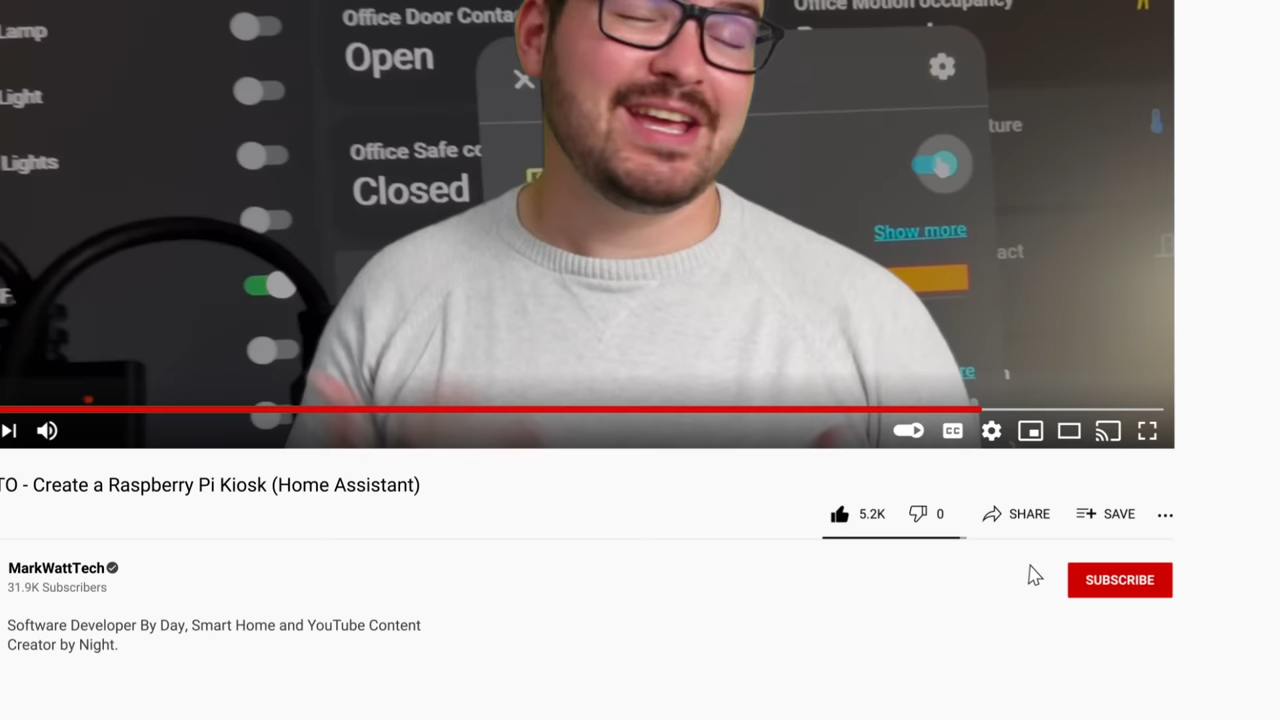 Lamp
Office Door Conta
Office Motion occupancy
Open
Light
ture
Office Safe co
Lights
Closed
Show more
act
re
CC
TO - Create a Raspberry Pi Kiosk (Home Assistant)
5.2K
0
SHARE
SAVE
MarkWattTech
31.9K Subscribers
SUBSCRIBE
Software Developer By Day, Smart Home and YouTube Content
Creator by Night.